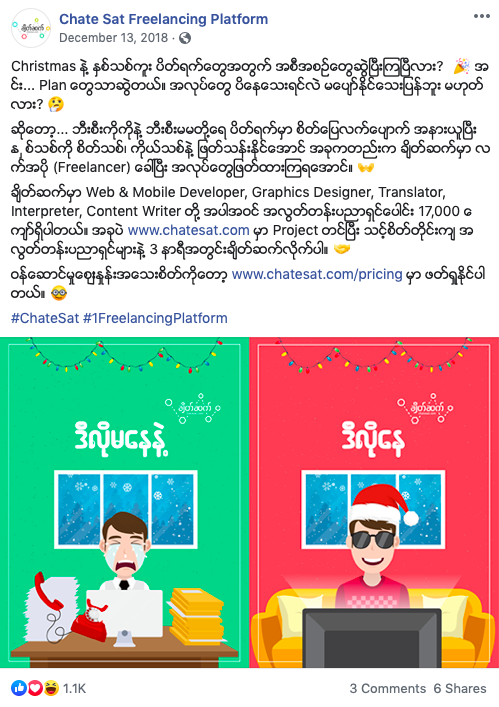 Chate Sat Freelancing Platform
December 13, 2018
Christmas နဲ့ နှစ်သစ်ကူး ပိတ်ရက်တွေအတွက် အစီအစဉ်တွေဆွဲပြီးကြပြီလား? အ
င်း... Plan တွေသာဆွဲတယ်။ အလုပ်တွေ ပိနေသေးရင်လဲ မပျော်နိုင်သေးပြန်ဘူး မဟုတ်
လား?
ဆိုတော့... ဘီးစီးကိုကိုနဲ့ ဘီးစီးမမတို့ရေ ပိတ်ရက်မှာ စိတ်ပြေလက်ပျောက် အနားယူပြီး
န, ှစ်သစ်ကို စိတ်သစ်၊ ကိုယ်သစ်နဲ့ ဖြတ်သန်းနိုင်အောင် အခုကတည်းက ချိတ်ဆက်မှာ လ
က်အပို (Freelancer) ခေါ်ပြီး အလုပ်တွေဖြတ်ထားကြရအောင်။
ချိတ်ဆက်မှာ Web & Mobile Developer, Graphics Designer, Translator,
Interpreter, Content Writer တို့ အပါအဝင် အလွတ်တန်းပညာရှင်ပေါင်း 17,000 ေ
ကျော်ရှိပါတယ်။ အခုပဲ www.chatesat.com မှာ Project တင်ပြီး သင့်စိတ်တိုင်းကျ အ
လွတ်တန်းပညာရှင်များနဲ့ 3 နာရီအတွင်းချိတ်ဆက်လိုက်ပါ။
ဝန်ဆောင်မှုဈေးနှုန်းအသေးစိတ်ကိုတော့ www.chatesat.com/pricing မှာ ဖတ်ရှုနိုင်ပါ
တယ်။
#ChateSat #1FreelancingPlatform
ချိတ်ဆက်
ဒီလိုမနေနဲ့
ချိတ်ဆက်
ဒီလိုနေ
1.1K
3 Comments 6 Shares